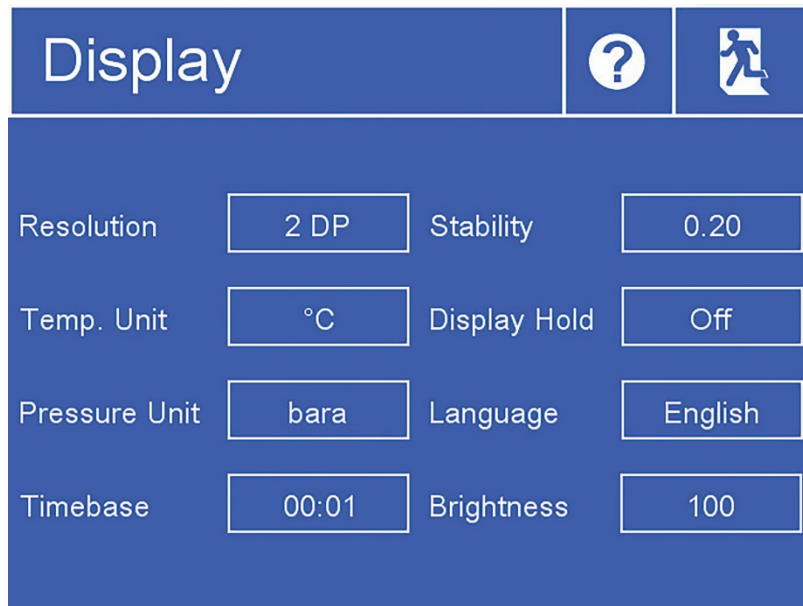 Display
?
Resolution 2 DP Stability 0.20
Temp. Unit °C Display Hold Off
Pressure Unit bara Language English
Timebase 00:01 Brightness 100